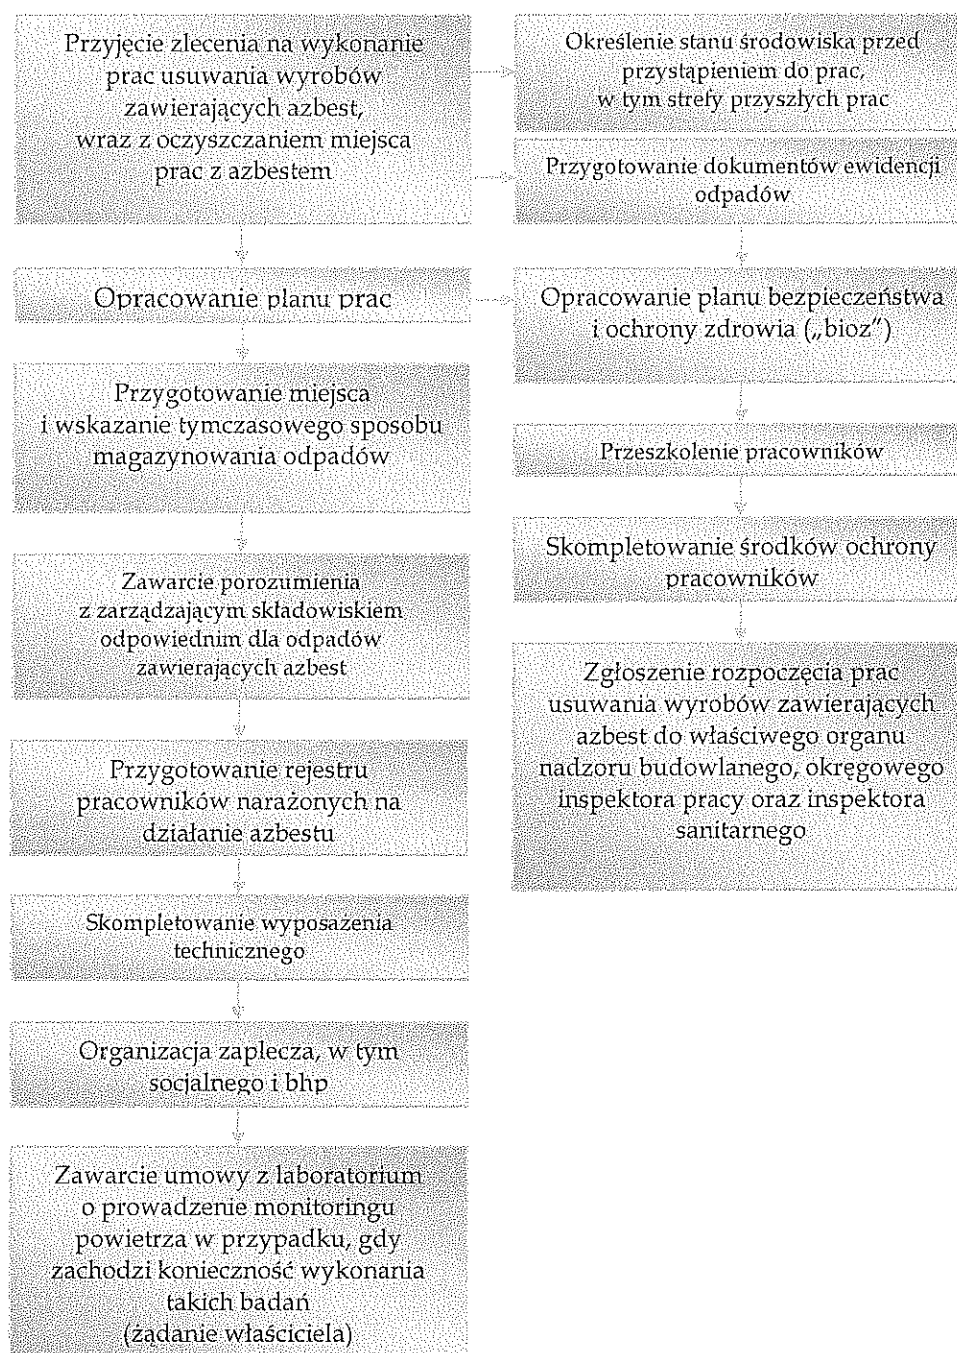 Przyjęcie zlecenia na wykonanie
prac usuwania wyrobów
zawierających azbest,
wraz z oczyszczaniem miejsca
prac z azbestem
Określenie stanu środowiska przed
przystąpieniem do prac,
w tym strefy przyszłych prac
Przygotowanie dokumentów ewidencji
odpadów
Opracowanie planu prac
Opracowanie planu bezpieczeństwa
i ochrony zdrowia („bioz")
Przygotowanie miejsca
i wskazanie tymczasowego sposobu
magazynowania odpadów
Przeszkolenie pracowników
Skompletowanie środków ochrony
pracowników
Zawarcie porozumienia
z zarządzającym składowiskiem
odpowiednim dla odpadów
zawierających azbest
Zgłoszenie rozpoczęcia prac
usuwania wyrobów zawierających
azbest do właściwego organu
nadzoru budowlanego, okręgowego
inspektora pracy oraz inspektora
sanitarnego
Przygotowanie rejestru
pracowników narażonych na
działanie azbestu
Skompletowanie wyposażenia
technicznego
Organizacja zaplecza, w tym
socjalnego i bhp
Zawarcie umowy z laboratorium
o prowadzenie monitoringu
powietrza w przypadku, gdy
zachodzi konieczność wykonania
takich badań
(żądanie właściciela)